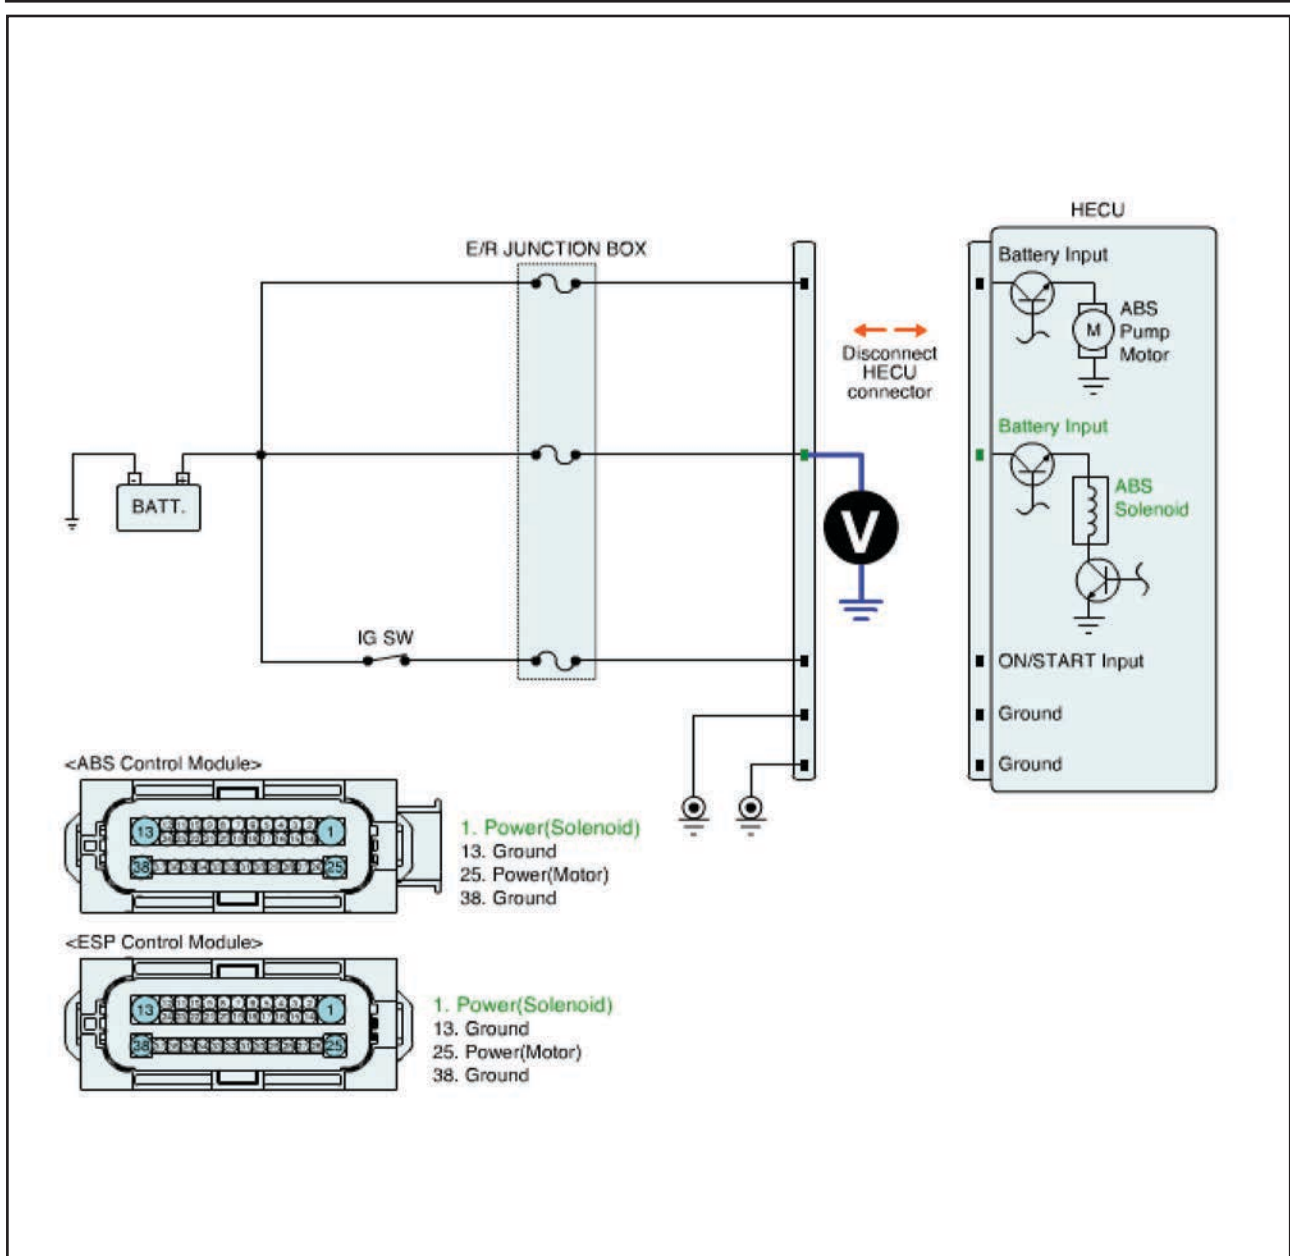 HECU
E/R JUNCTION BOX
Battery Input
ABS
Pump
Motor
M
Disconnect
HECU
connector
Battery Input
ABS
Solenoid
- +
BATT.
V
IG SW
ON/START Input
Ground
Ground
<ABS Control Module>
13
1
38
25
1. Power(Solenoid)
13. Ground
25. Power(Motor)
38. Ground
<ESP Control Module>
13
1
38
25
1. Power(Solenoid)
13. Ground
25. Power(Motor)
38. Ground